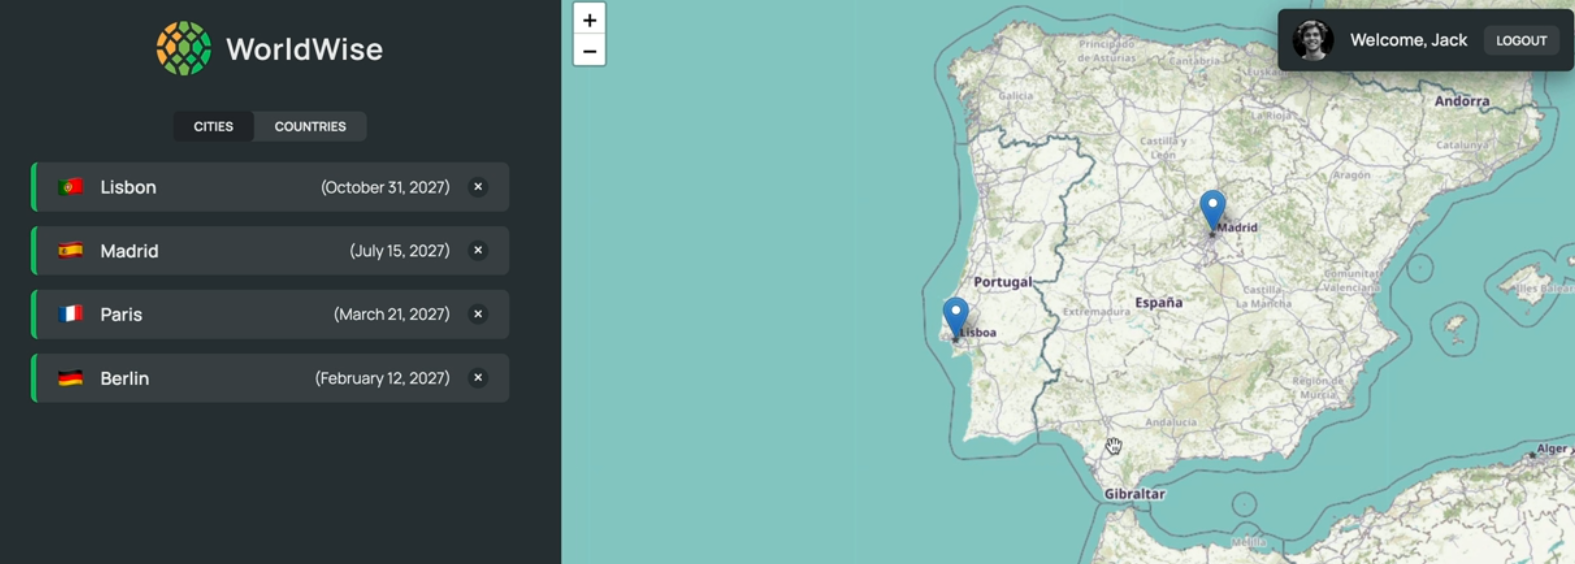 WorldWise
CITIES COUNTRIES
Lisbon (October 31, 2027) ×
Madrid (July 15, 2027) ×
Paris (March 21, 2027) ×
Berlin (February 12, 2027) ×
+
−
Welcome, Jack LOGOUT
Principado
de Asturias
Cantabria
Euska
Galicia
Andorra
La Rioja
Castilla y
León
Catalunya
Aragón
Madrid
Portugal
España
Comunitat
Valenciana
Castilla-
La Mancha
Extremadura
Illes Balear
Lisboa
Región de
Murcia
Andalucía
Alger
Gibraltar
Melilla